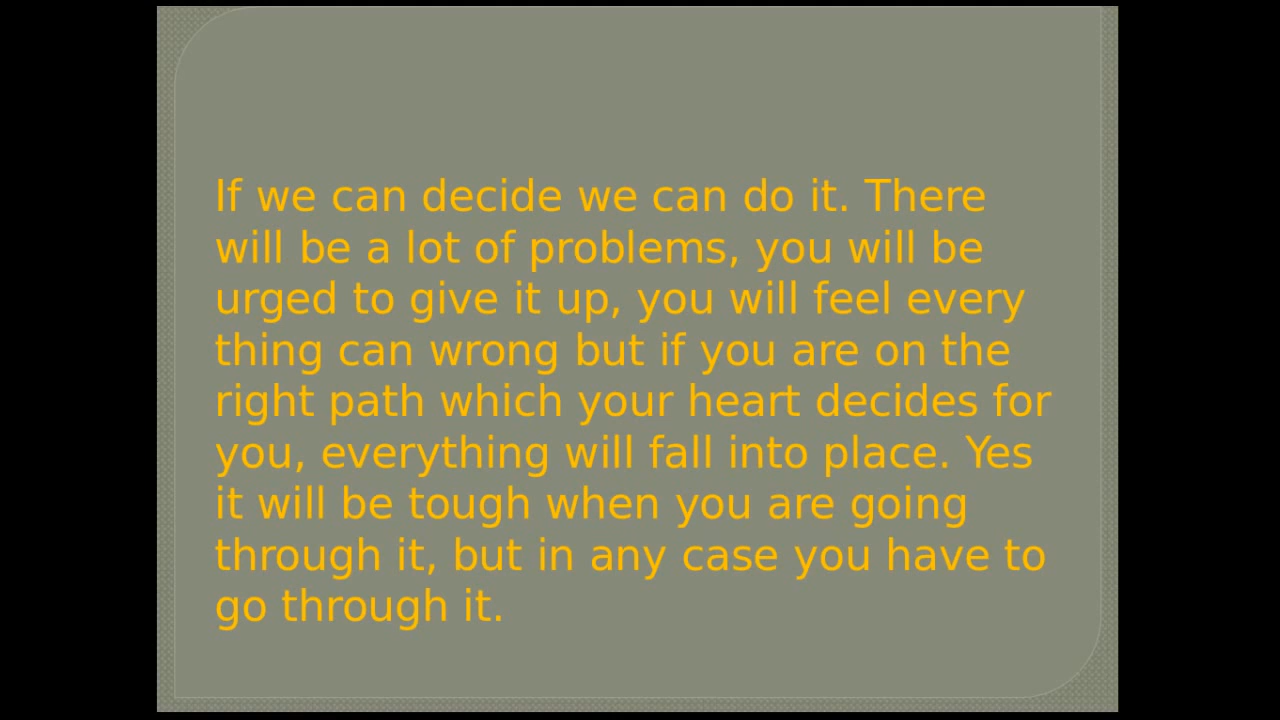 If we can decide we can do it. There
will be a lot of problems, you will be
urged to give it up, you will feel every
thing can wrong but if you are on the
right path which your heart decides for
you, everything will fall into place. Yes
it will be tough when you are going
through it, but in any case you have to
go through it.